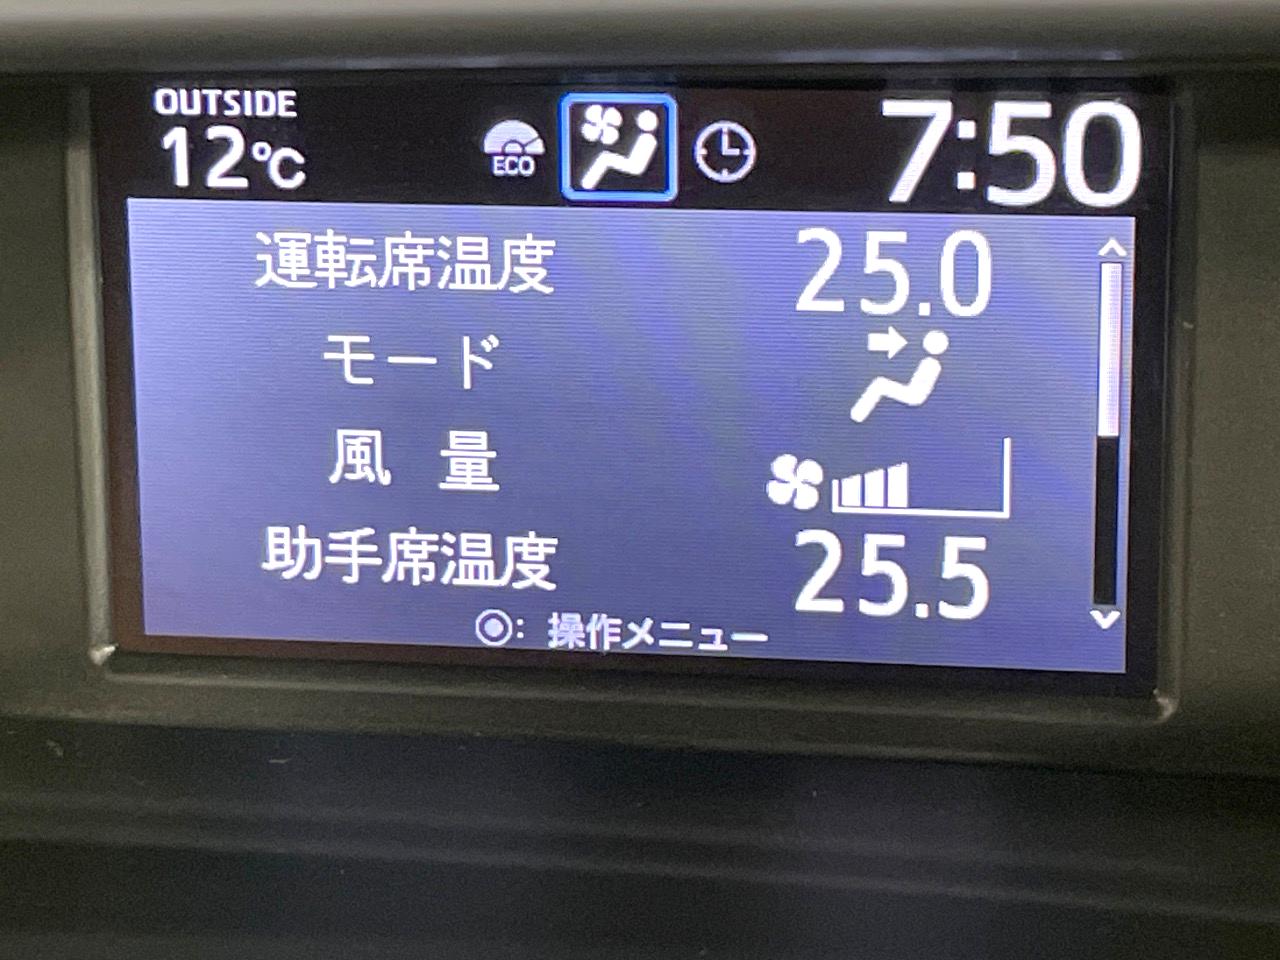 OUTSIDE
12℃
ECO
7:50
運転席温度 25.0
モード
風 量
助手席温度 25.5
◉: 操作メニュー